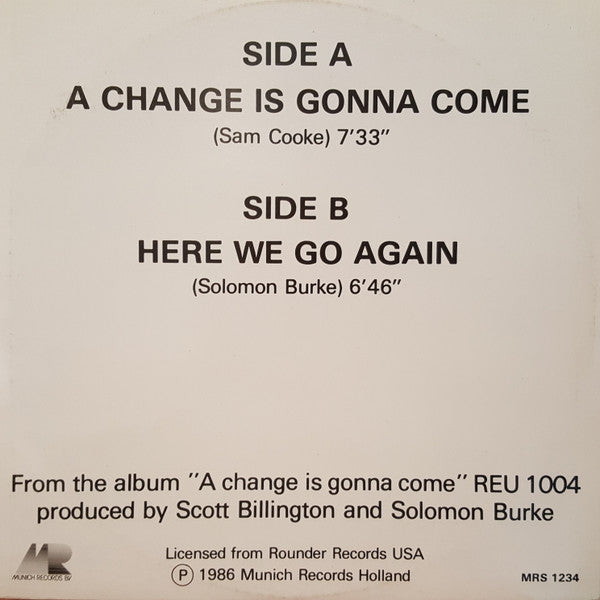 SIDE A
A CHANGE IS GONNA COME
(Sam Cooke) 7'33"
SIDE B
HERE WE GO AGAIN
(Solomon Burke) 6'46"
From the album "A change is gonna come" REU 1004
produced by Scott Billington and Solomon Burke
Licensed from Rounder Records USA
Ⓟ 1986 Munich Records Holland
MR
MUNICH RECORDS BV
MRS 1234